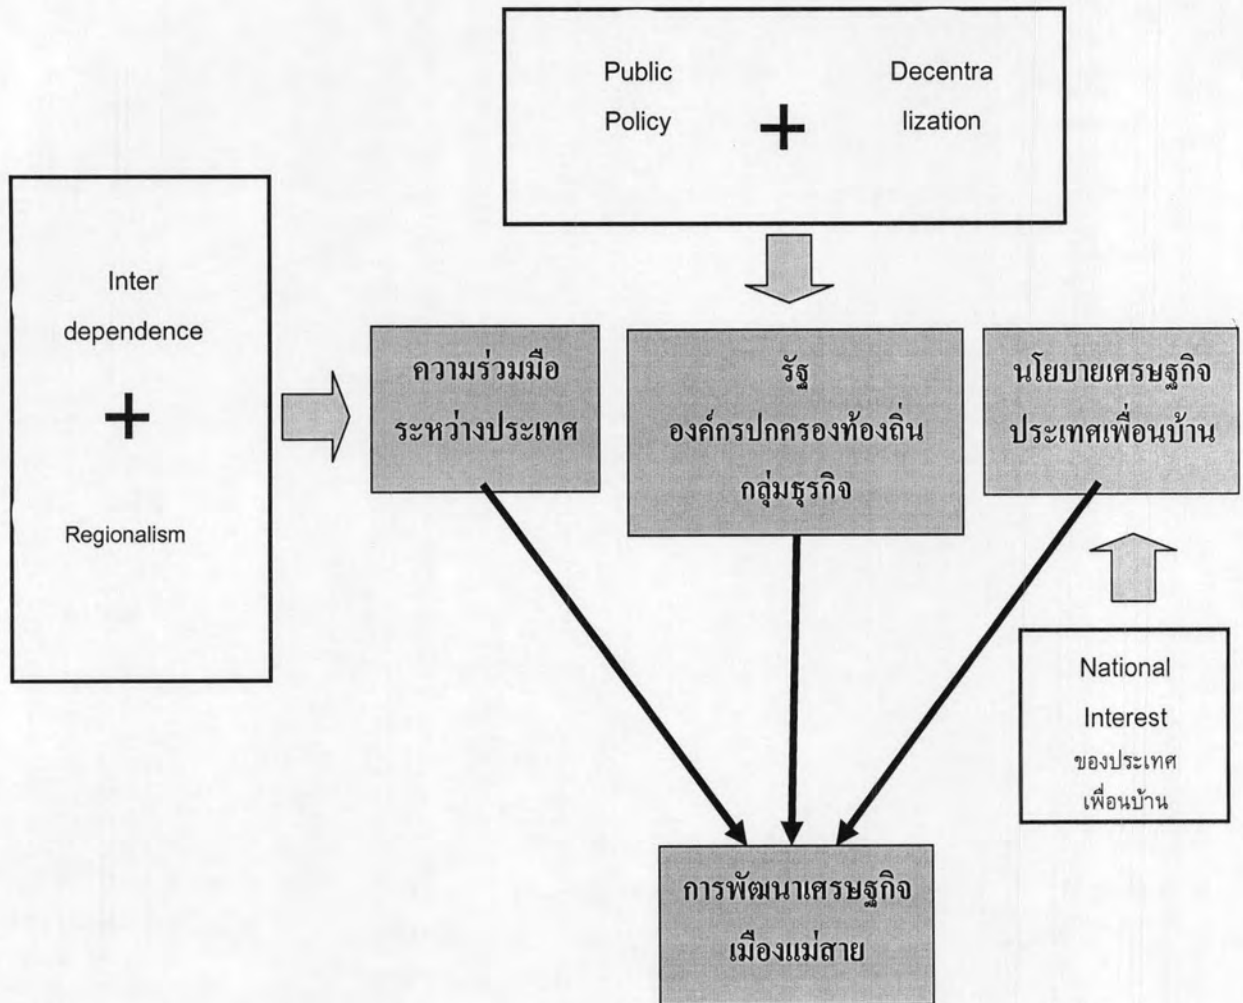 Public
Policy
+
Decentra
lization
Inter
dependence
+
Regionalism
ความร่วมมือ
ระหว่างประเทศ
รัฐ
องค์กรปกครองท้องถิ่น
กลุ่มธุรกิจ
นโยบายเศรษฐกิจ
ประเทศเพื่อนบ้าน
National
Interest
ของประเทศ
เพื่อนบ้าน
การพัฒนาเศรษฐกิจ
เมืองแม่สาย